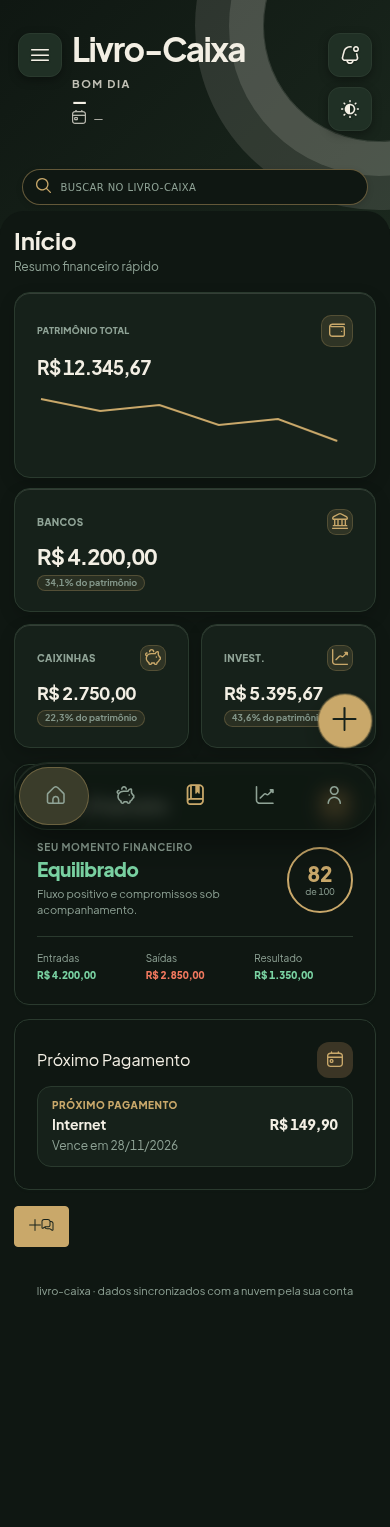 Livro-Caixa
BOM DIA
—
—
BUSCAR NO LIVRO-CAIXA
Início
Resumo financeiro rápido
PATRIMÔNIO TOTAL
R$ 12.345,67
BANCOS
R$ 4.200,00
34,1% do patrimônio
CAIXINHAS
R$ 2.750,00
22,3% do patrimônio
INVEST.
R$ 5.395,67
43,6% do
SEU MOMENTO FINANCEIRO
Equilibrado
Fluxo positivo e compromissos sob
acompanhamento.
82
de 100
Entradas
R$ 4.200,00
Saídas
R$ 2.850,00
Resultado
R$ 1.350,00
Próximo Pagamento
PRÓXIMO PAGAMENTO
Internet
R$ 149,90
Vence em 28/11/2026
livro-caixa · dados sincronizados com a nuvem pela sua conta